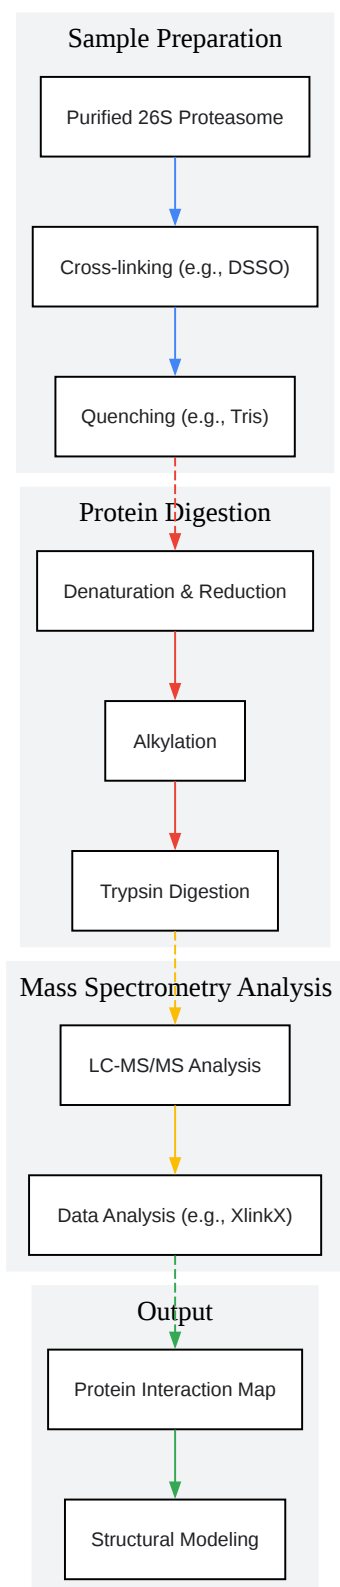 Sample Preparation
Purified 26S Proteasome
Cross-linking (e.g., DSSO)
Quenching (e.g., Tris)
Protein Digestion
Denaturation & Reduction
Alkylation
Trypsin Digestion
Mass Spectrometry Analysis
LC-MS/MS Analysis
Data Analysis (e.g., XlinkX)
Output
Protein Interaction Map
Structural Modeling